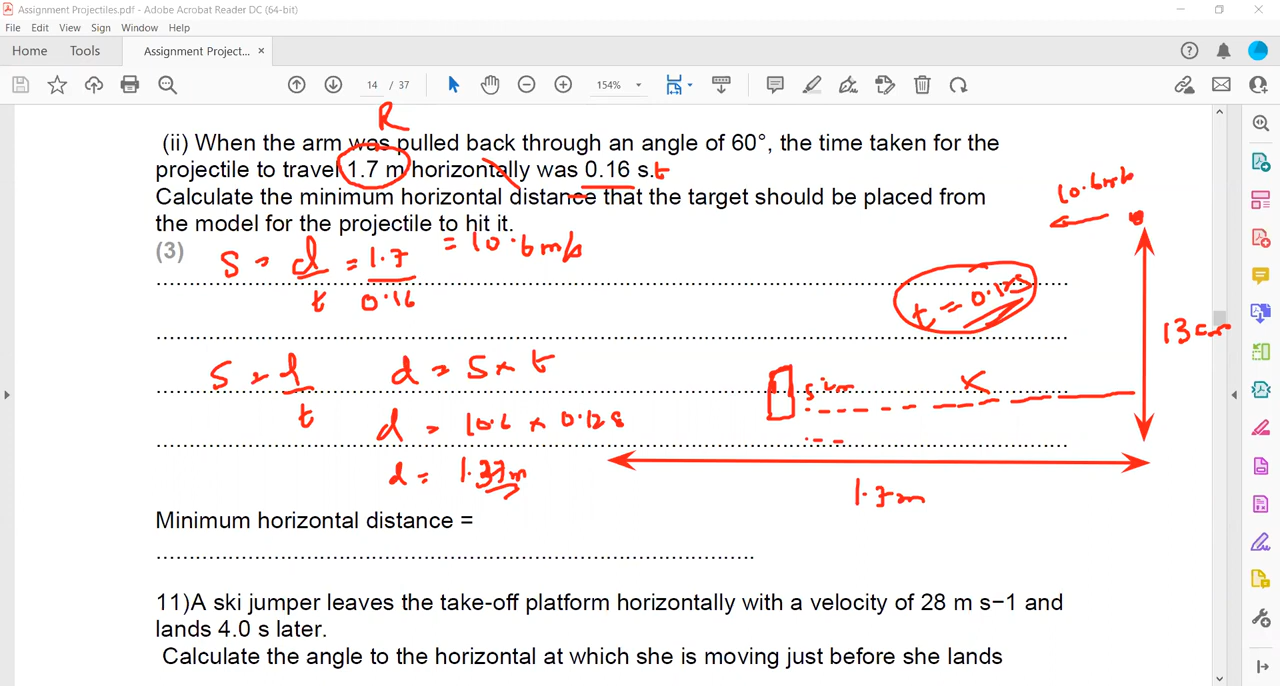 Assignment Projectiles.pdf - Adobe Acrobat Reader DC (64-bit)
File Edit View Sign Window Help
Home Tools Assignment Project... ×
14 / 37 154%
R
(ii) When the arm was pulled back through an angle of 60°, the time taken for the
projectile to travel 1.7 m horizontally was 0.16 s. t
Calculate the minimum horizontal distance that the target should be placed from
the model for the projectile to hit it.
(3)
S = d/t = 1.7/0.16 = 10.6 m/s
10.6 m/s
13 cm
S = d/t d = S × t
5 cm x
d = 10.6 × 0.12 s
d = 1.37 m
1.7 m
Minimum horizontal distance =
11)A ski jumper leaves the take-off platform horizontally with a velocity of 28 m s−1 and
lands 4.0 s later.
Calculate the angle to the horizontal at which she is moving just before she lands